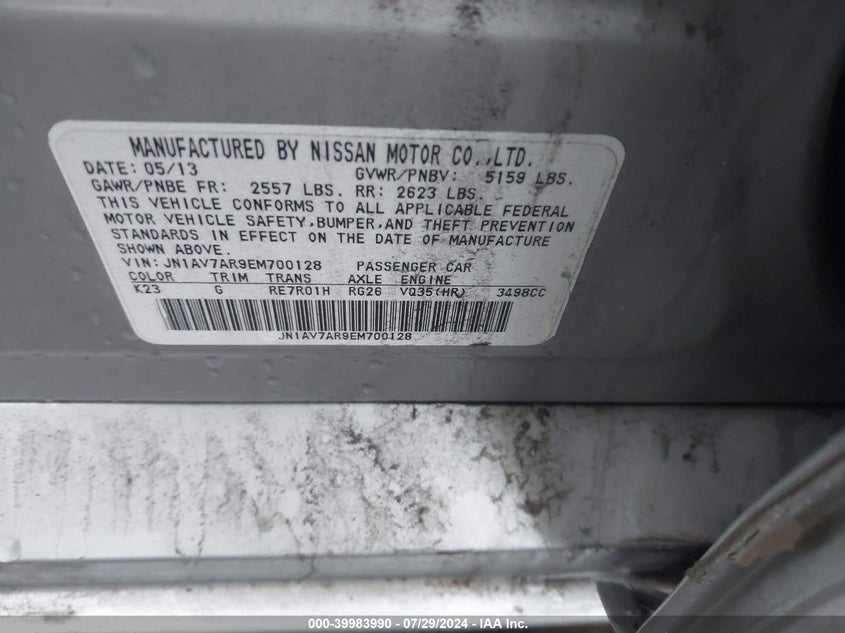 MANUFACTURED BY NISSAN MOTOR CO.,LTD.
DATE: 05/13 GVWR/PNBV: 5159 LBS.
GAWR/PNBE FR: 2557 LBS. RR: 2623 LBS.
THIS VEHICLE CONFORMS TO ALL APPLICABLE FEDERAL
MOTOR VEHICLE SAFETY,BUMPER,AND THEFT PREVENTION
STANDARDS IN EFFECT ON THE DATE OF MANUFACTURE
SHOWN ABOVE.
VIN: JN1AV7AR9EM700128 PASSENGER CAR
COLOR TRIM TRANS AXLE ENGINE
K23 G RE7R01H RG26 VQ35(HR) 3498CC
JN1AV7AR9EM700128
000-39983990 - 07/29/2024 - IAA Inc.